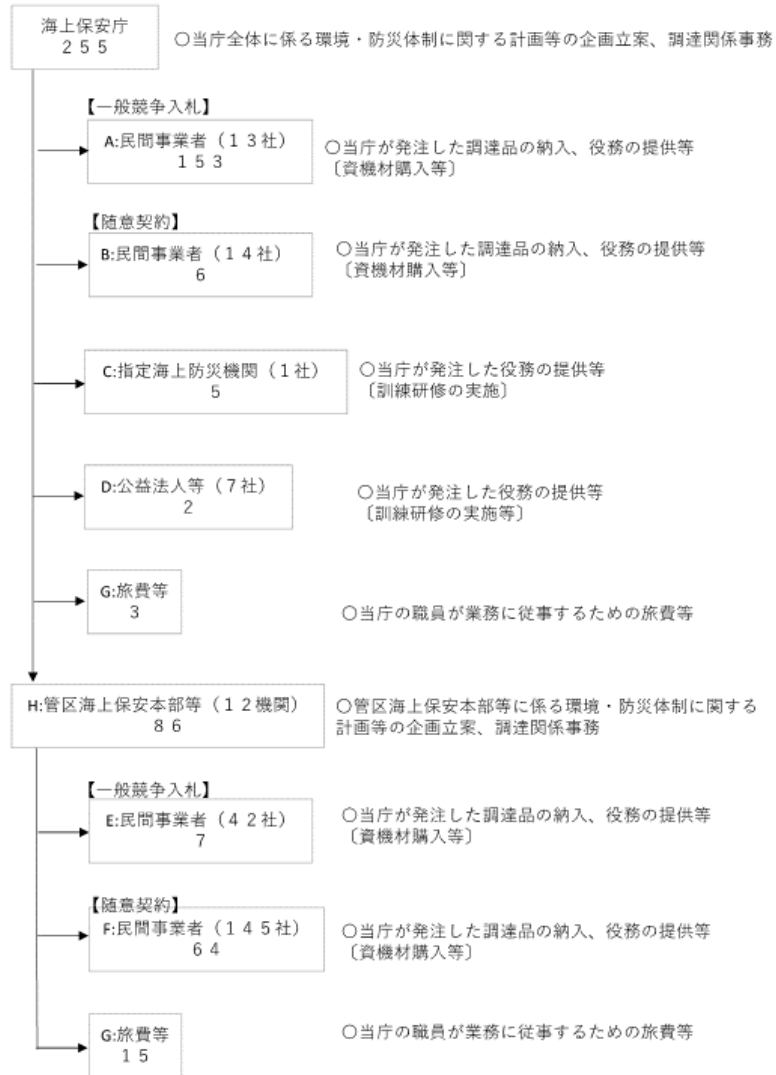 海上保安庁
２５５
○当庁全体に係る環境・防災体制に関する計画等の企画立案、調達関係事務
【一般競争入札】
A:民間事業者（１３社）
１５３
○当庁が発注した調達品の納入、役務の提供等
〔資機材購入等〕
【随意契約】
B:民間事業者（１４社）
６
○当庁が発注した調達品の納入、役務の提供等
〔資機材購入等〕
C:指定海上防災機関（１社）
５
○当庁が発注した役務の提供等
〔訓練研修の実施〕
D:公益法人等（７社）
２
○当庁が発注した役務の提供等
〔訓練研修の実施等〕
G:旅費等
３
○当庁の職員が業務に従事するための旅費等
H:管区海上保安本部等（１２機関）
８６
○管区海上保安本部等に係る環境・防災体制に関する
計画等の企画立案、調達関係事務
【一般競争入札】
E:民間事業者（４２社）
７
○当庁が発注した調達品の納入、役務の提供等
〔資機材購入等〕
【随意契約】
F:民間事業者（１４５社）
６４
○当庁が発注した調達品の納入、役務の提供等
〔資機材購入等〕
G:旅費等
１５
○当庁の職員が業務に従事するための旅費等